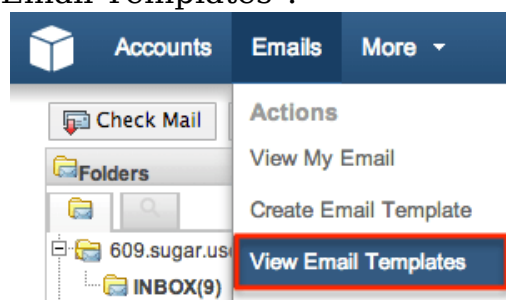 Email Templates".
Accounts Emails More
Check Mail
Actions
View My Email
Folders
Create Email Template
609.sugar.us
View Email Templates
INBOX(9)